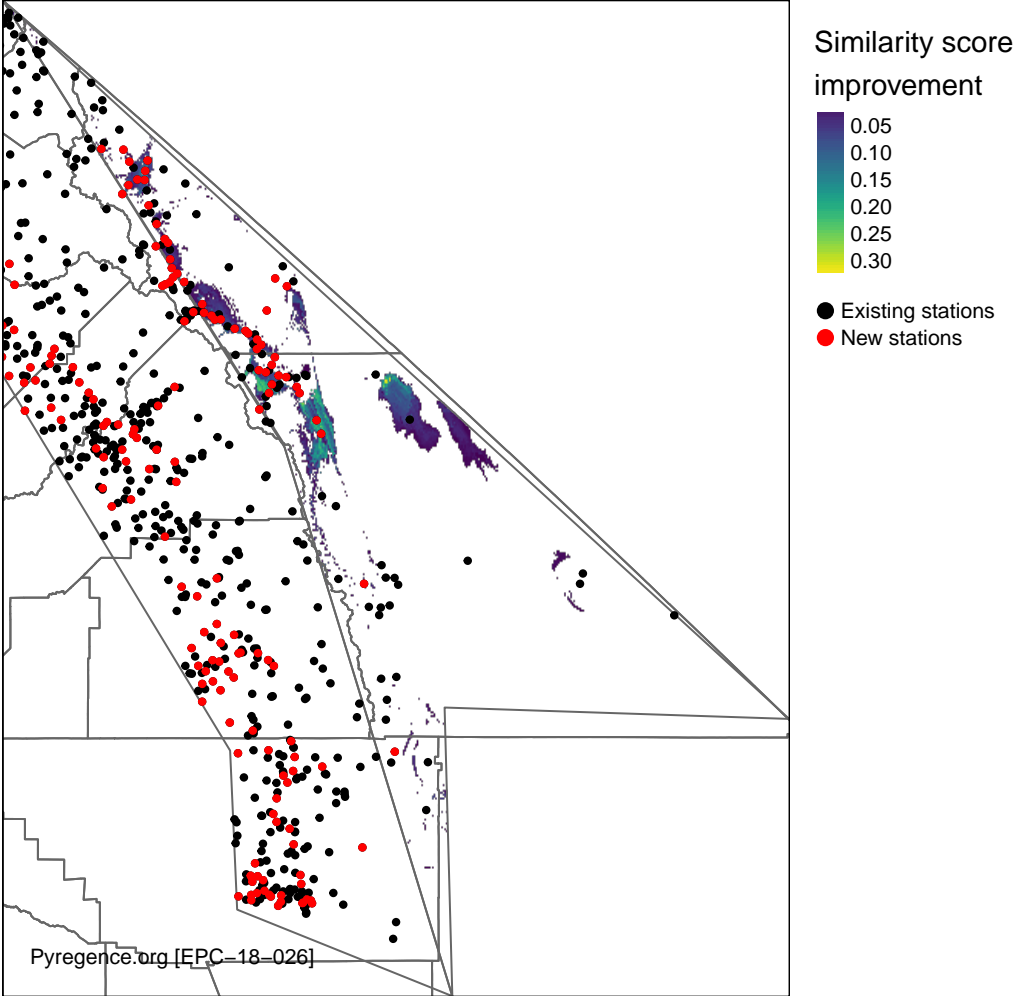 Similarity score
improvement
0.05
0.10
0.15
0.20
0.25
0.30
Existing stations
New stations
Pyregence.org [EPC−18−026]